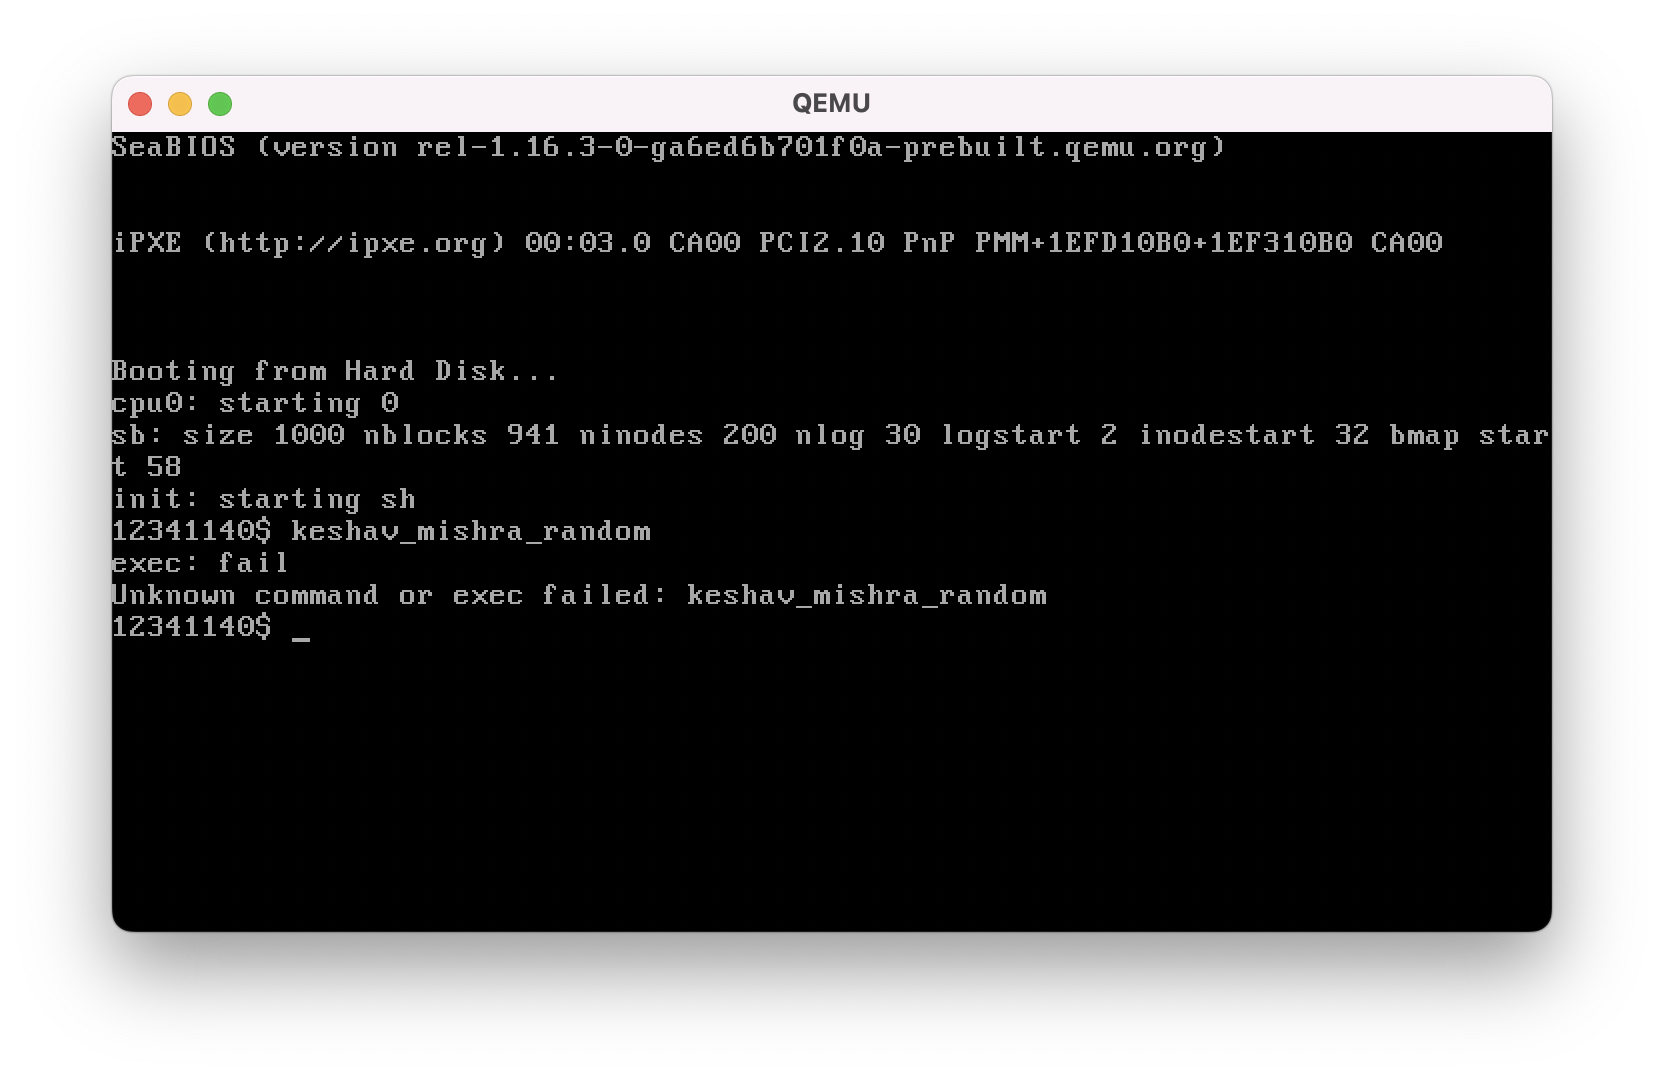 QEMU
SeaBIOS (version rel-1.16.3-0-ga6ed6b701f0a-prebuilt.qemu.org)
iPXE (http://ipxe.org) 00:03.0 CA00 PCI2.10 PnP PMM+1EFD10B0+1EF310B0 CA00
Booting from Hard Disk...
cpu0: starting 0
sb: size 1000 nblocks 941 ninodes 200 nlog 30 logstart 2 inodestart 32 bmap star
t 58
init: starting sh
12341140$ keshav_mishra_random
exec: fail
Unknown command or exec failed: keshav_mishra_random
12341140$ _